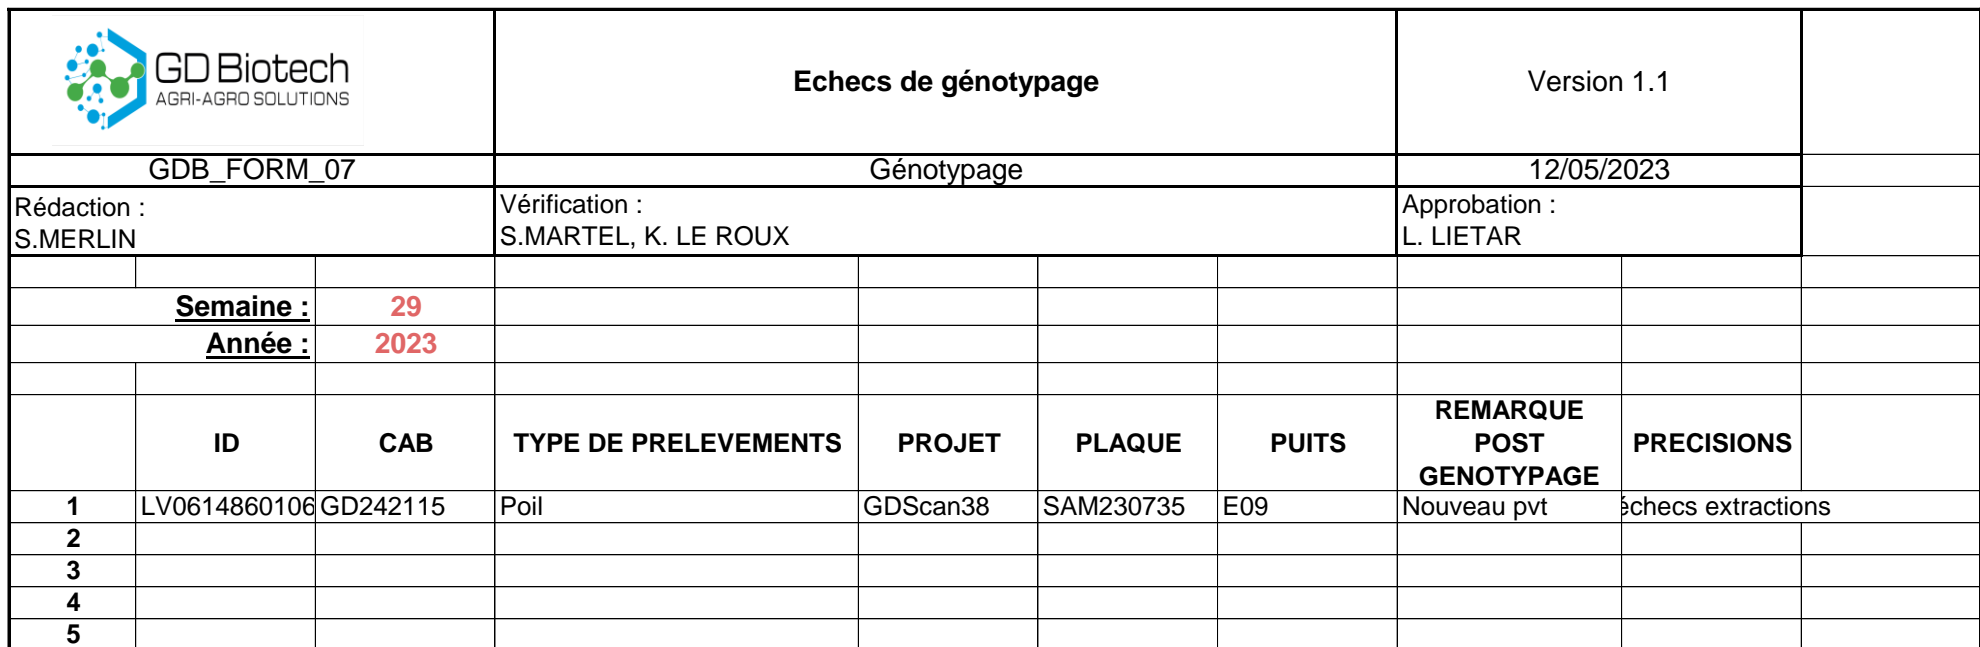 GD Biotech
AGRI-AGRO SOLUTIONS
Echecs de génotypage
Version 1.1
GDB_FORM_07
Génotypage
12/05/2023
Rédaction :
S.MERLIN
Vérification :
S.MARTEL, K. LE ROUX
Approbation :
L. LIETAR
Semaine : 29
Année : 2023
ID CAB TYPE DE PRELEVEMENTS PROJET PLAQUE PUITS REMARQUE POST GENOTYPAGE PRECISIONS
1 LV0614860106 GD242115 Poil GDScan38 SAM230735 E09 Nouveau pvt échecs extractions
2
3
4
5